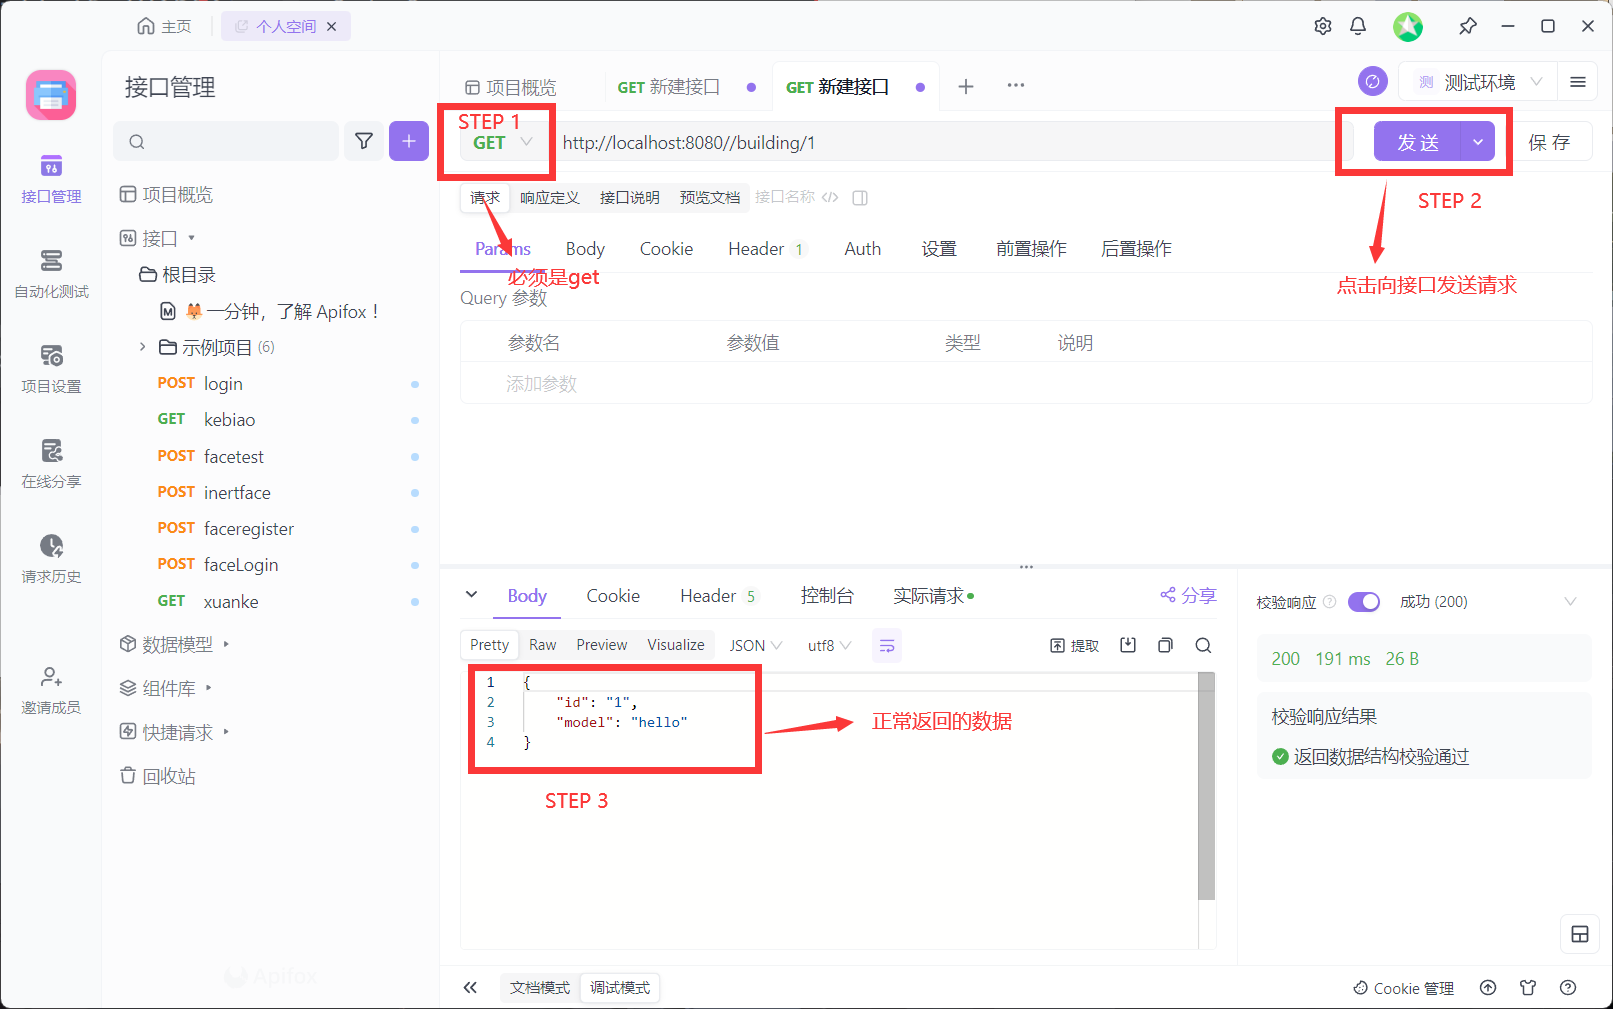 主页
个人空间
接口管理
项目概览
GET 新建接口
GET 新建接口
测 测试环境
STEP 1
GET
http://localhost:8080//building/1
发 送
保 存
STEP 2
接口管理
自动化测试
项目设置
在线分享
请求历史
邀请成员
项目概览
接口
根目录
一分钟，了解 Apifox！
示例项目 (6)
POST login
GET kebiao
POST facetest
POST inertface
POST faceregister
POST faceLogin
GET xuanke
数据模型
组件库
快捷请求
回收站
Apifox
请求 响应定义 接口说明 预览文档 接口名称
Params Body Cookie Header 1 Auth 设置 前置操作 后置操作
必须是get
点击向接口发送请求
Query 参数
参数名 参数值 类型 说明
添加参数
Body Cookie Header 5 控制台 实际请求
分享
Pretty Raw Preview Visualize JSON utf8
提取
1 {
2 "id": "1",
3 "model": "hello"
4 }
正常返回的数据
STEP 3
校验响应 成功 (200)
200 191 ms 26 B
校验响应结果
返回数据结构校验通过
文档模式 调试模式
Cookie 管理